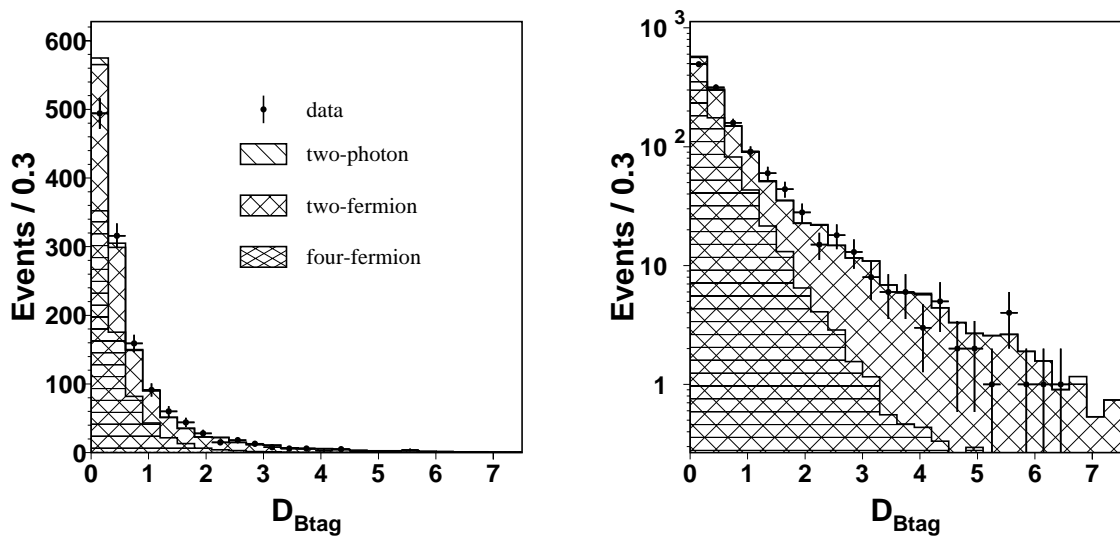 Events / 0.3
600
500
400
300
200
100
0
data
two-photon
two-fermion
four-fermion
0 1 2 3 4 5 6 7
D_Btag
Events / 0.3
10^3
10^2
10
1
0 1 2 3 4 5 6 7
D_Btag